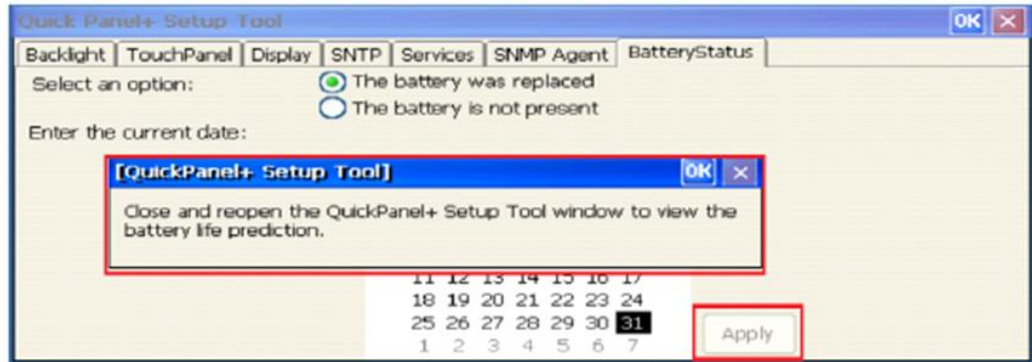 Quick Panel+ Setup Tool OK
Backlight TouchPanel Display SNTP Services SNMP Agent BatteryStatus
Select an option: The battery was replaced
The battery is not present
Enter the current date:
[QuickPanel+ Setup Tool] OK
Close and reopen the QuickPanel+ Setup Tool window to view the
battery life prediction.
11 12 13 14 15 16 17
18 19 20 21 22 23 24
25 26 27 28 29 30 31
Apply
1 2 3 4 5 6 7